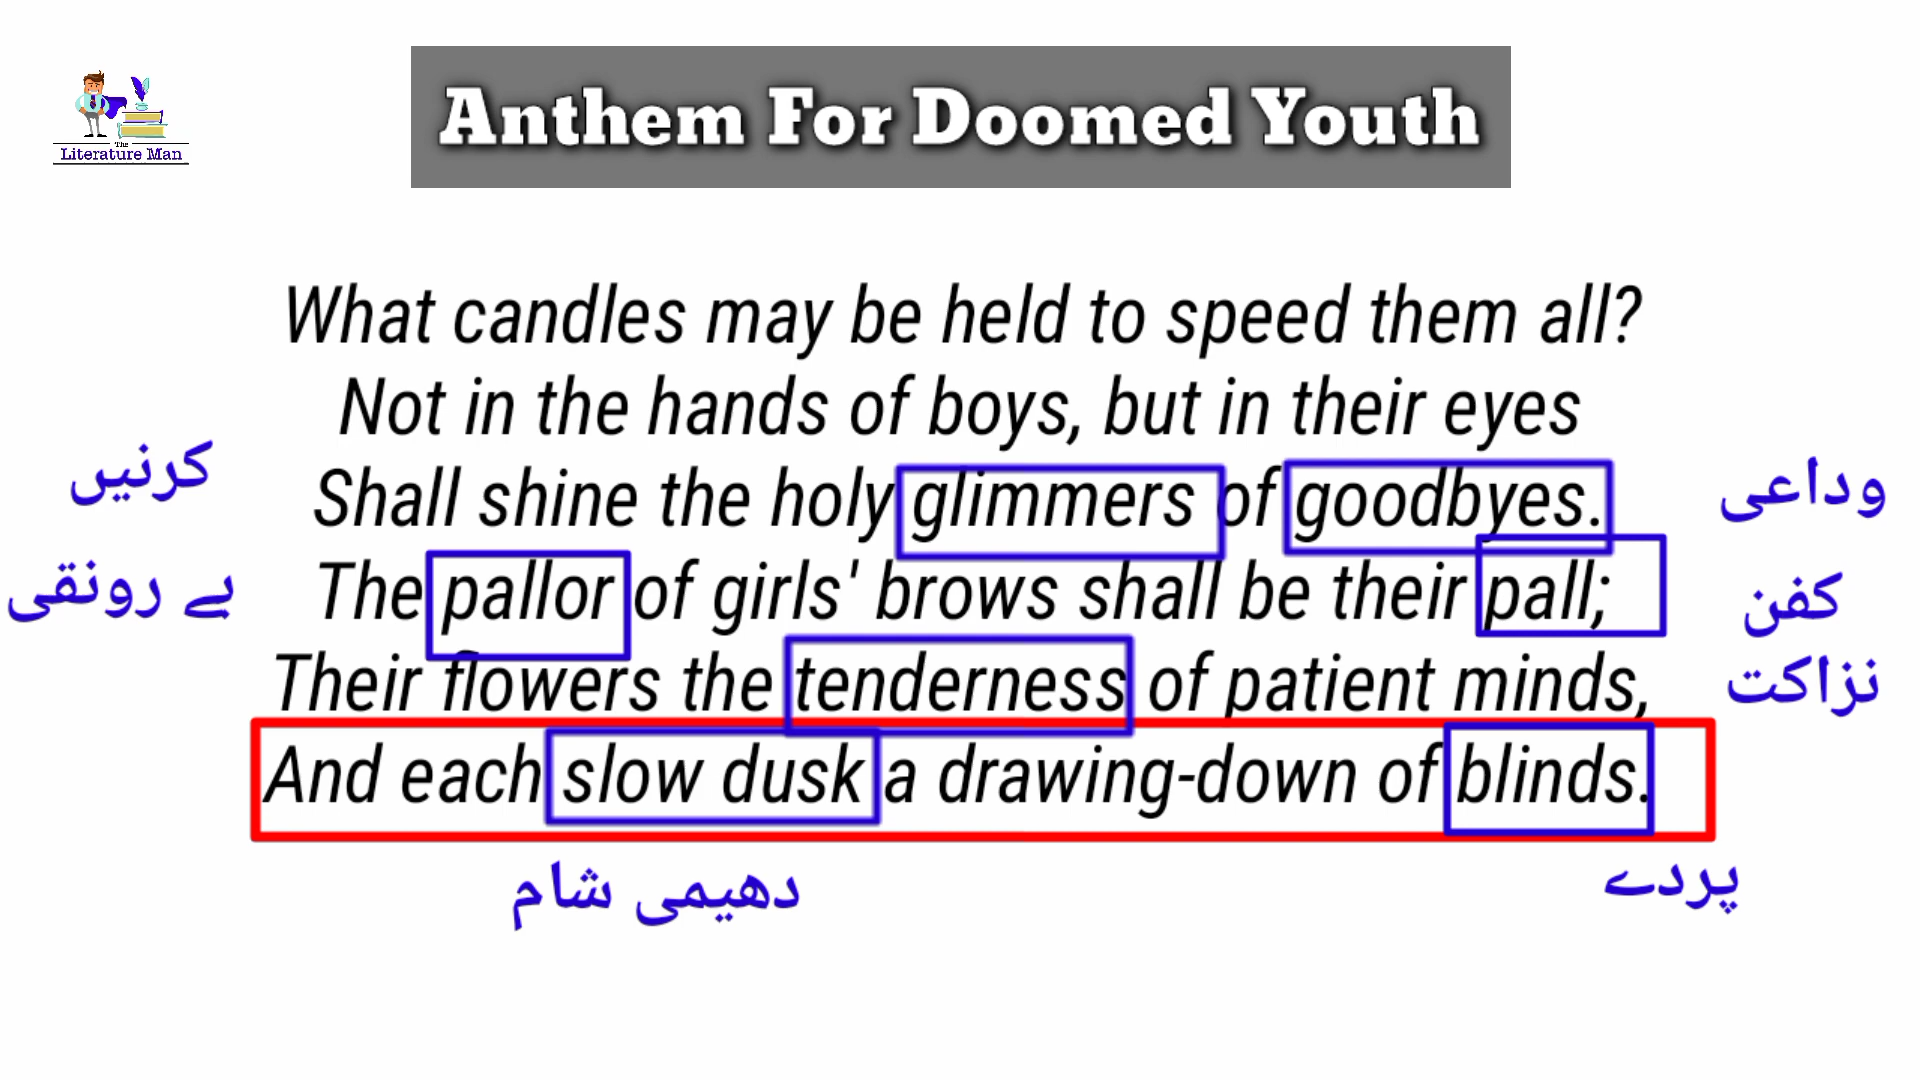 The
Literature Man
Anthem For Doomed Youth
What candles may be held to speed them all?
Not in the hands of boys, but in their eyes
Shall shine the holy glimmers of goodbyes.
کرنیں
وداعی
The pallor of girls' brows shall be their pall;
بے رونقی
کفن
Their flowers the tenderness of patient minds,
نزاکت
And each slow dusk a drawing-down of blinds.
دھیمی شام
پردے